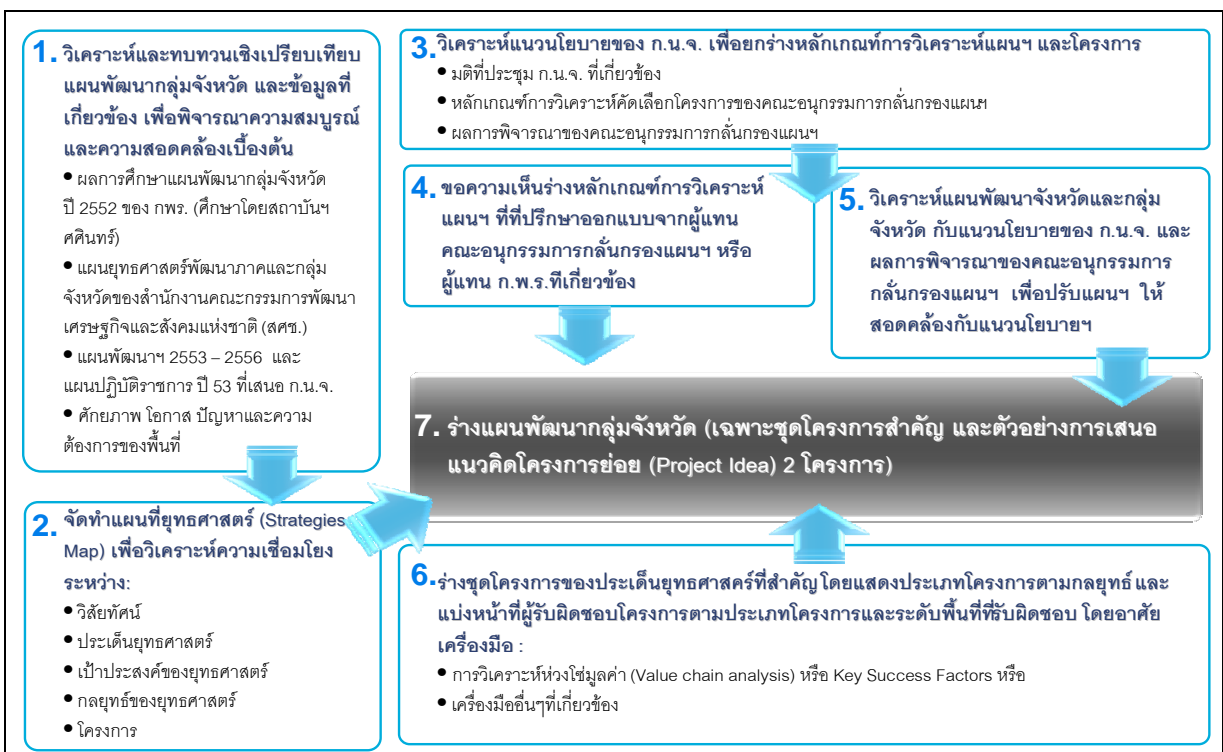 1. วิเคราะห์และทบทวนเชิงเปรียบเทียบ
แผนพัฒนากลุ่มจังหวัด และข้อมูลที่
เกี่ยวข้อง เพื่อพิจารณาความสมบูรณ์
และความสอดคล้องเบื้องต้น
• ผลการศึกษาแผนพัฒนากลุ่มจังหวัด
ปี 2552 ของ กพร. (ศึกษาโดยสถาบันฯ
ศศินทร์)
• แผนยุทธศาสตร์พัฒนาภาคและกลุ่ม
จังหวัดของสำนักงานคณะกรรมการพัฒนา
เศรษฐกิจและสังคมแห่งชาติ (สศช.)
• แผนพัฒนาฯ 2553 – 2556 และ
แผนปฏิบัติราชการ ปี 53 ที่เสนอ ก.น.จ.
• ศักยภาพ โอกาส ปัญหาและความ
ต้องการของพื้นที่
2. จัดทำแผนที่ยุทธศาสตร์ (Strategies
Map) เพื่อวิเคราะห์ความเชื่อมโยง
ระหว่าง:
• วิสัยทัศน์
• ประเด็นยุทธศาสตร์
• เป้าประสงค์ของยุทธศาสตร์
• กลยุทธ์ของยุทธศาสตร์
• โครงการ
3. วิเคราะห์แนวนโยบายของ ก.น.จ. เพื่อยกร่างหลักเกณฑ์การวิเคราะห์แผนฯ และโครงการ
• มติที่ประชุม ก.น.จ. ที่เกี่ยวข้อง
• หลักเกณฑ์การวิเคราะห์คัดเลือกโครงการของคณะอนุกรรมการกลั่นกรองแผนฯ
• ผลการพิจารณาของคณะอนุกรรมการกลั่นกรองแผนฯ
4. ขอความเห็นร่างหลักเกณฑ์การวิเคราะห์
แผนฯ ที่ที่ปรึกษาออกแบบจากผู้แทน
คณะอนุกรรมการกลั่นกรองแผนฯ หรือ
ผู้แทน ก.พ.ร.ทีเกี่ยวข้อง
5. วิเคราะห์แผนพัฒนาจังหวัดและกลุ่ม
จังหวัด กับแนวนโยบายของ ก.น.จ. และ
ผลการพิจารณาของคณะอนุกรรมการ
กลั่นกรองแผนฯ เพื่อปรับแผนฯ ให้
สอดคล้องกับแนวนโยบายฯ
7. ร่างแผนพัฒนากลุ่มจังหวัด (เฉพาะชุดโครงการสำคัญ และตัวอย่างการเสนอ
แนวคิดโครงการย่อย (Project Idea) 2 โครงการ)
6. ร่างชุดโครงการของประเด็นยุทธศาสคร์ที่สำคัญ โดยแสดงประเภทโครงการตามกลยุทธ์ และ
แบ่งหน้าที่ผู้รับผิดชอบโครงการตามประเภทโครงการและระดับพื้นที่ที่รับผิดชอบ โดยอาศัย
เครื่องมือ :
• การวิเคราะห์ห่วงโซ่มูลค่า (Value chain analysis) หรือ Key Success Factors หรือ
• เครื่องมืออื่นๆที่เกี่ยวข้อง